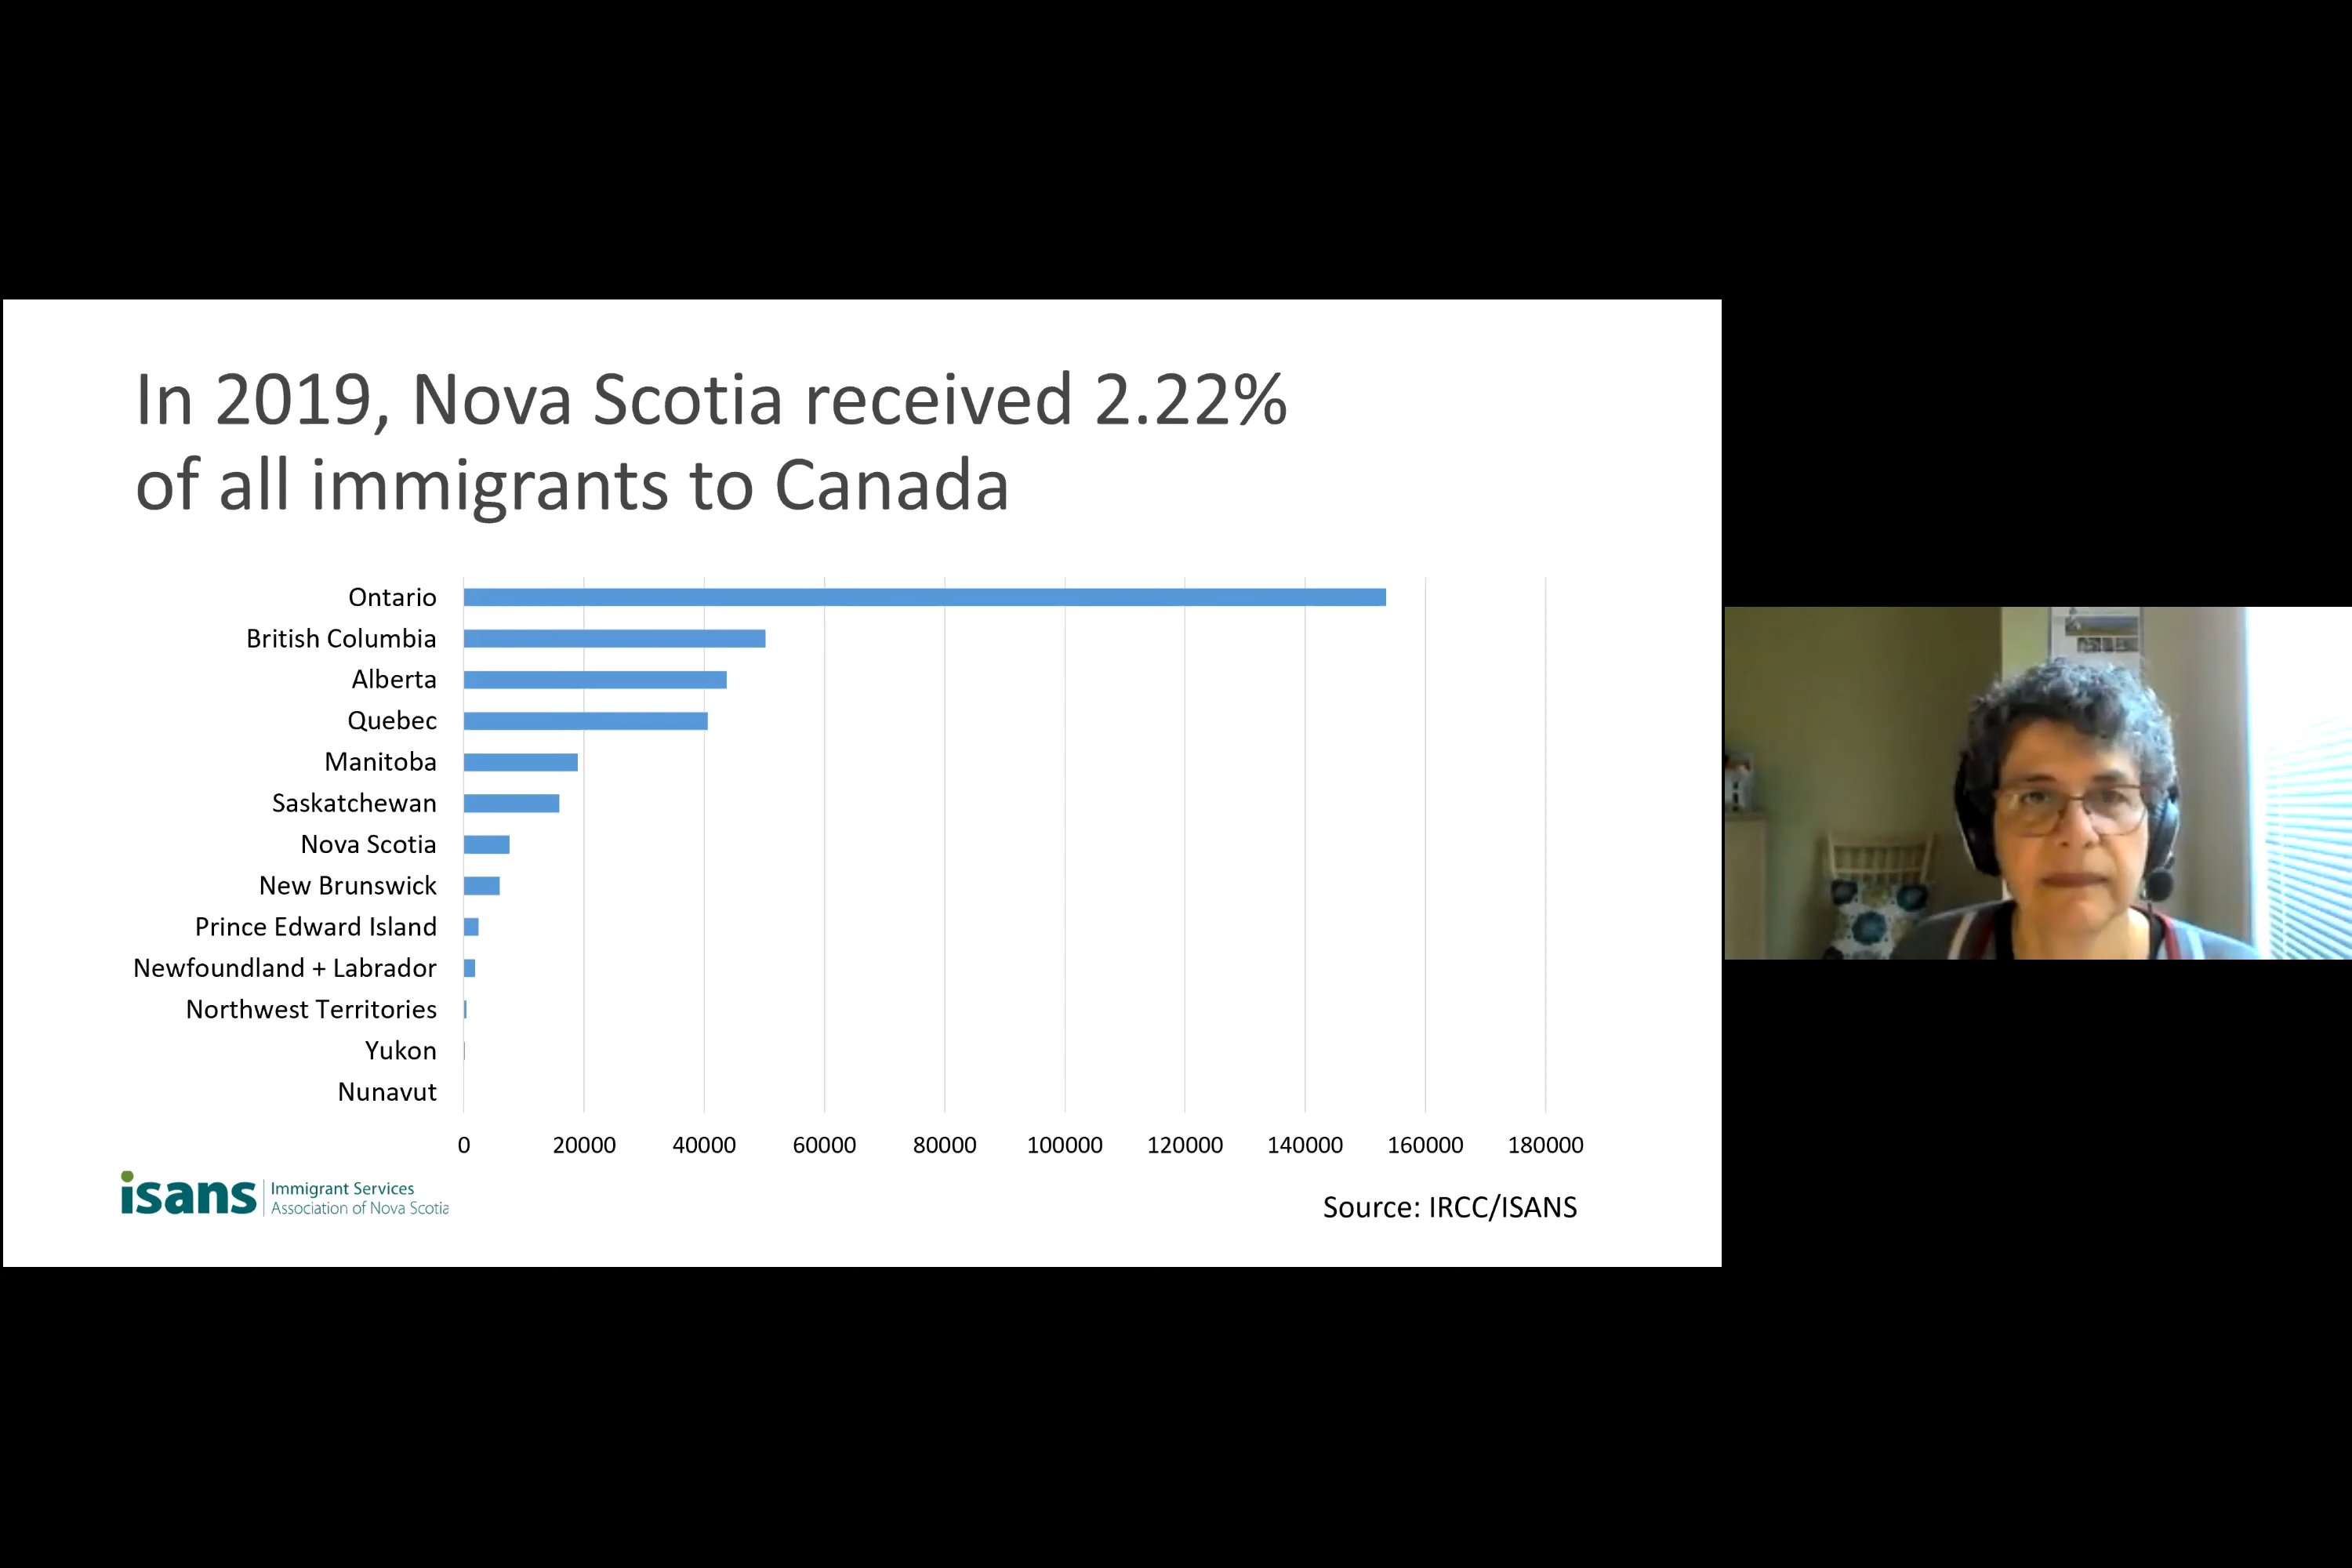 In 2019, Nova Scotia received 2.22%
of all immigrants to Canada
Ontario
British Columbia
Alberta
Quebec
Manitoba
Saskatchewan
Nova Scotia
New Brunswick
Prince Edward Island
Newfoundland + Labrador
Northwest Territories
Yukon
Nunavut
0 20000 40000 60000 80000 100000 120000 140000 160000 180000
isans
Immigrant Services
Association of Nova Scotia
Source: IRCC/ISANS